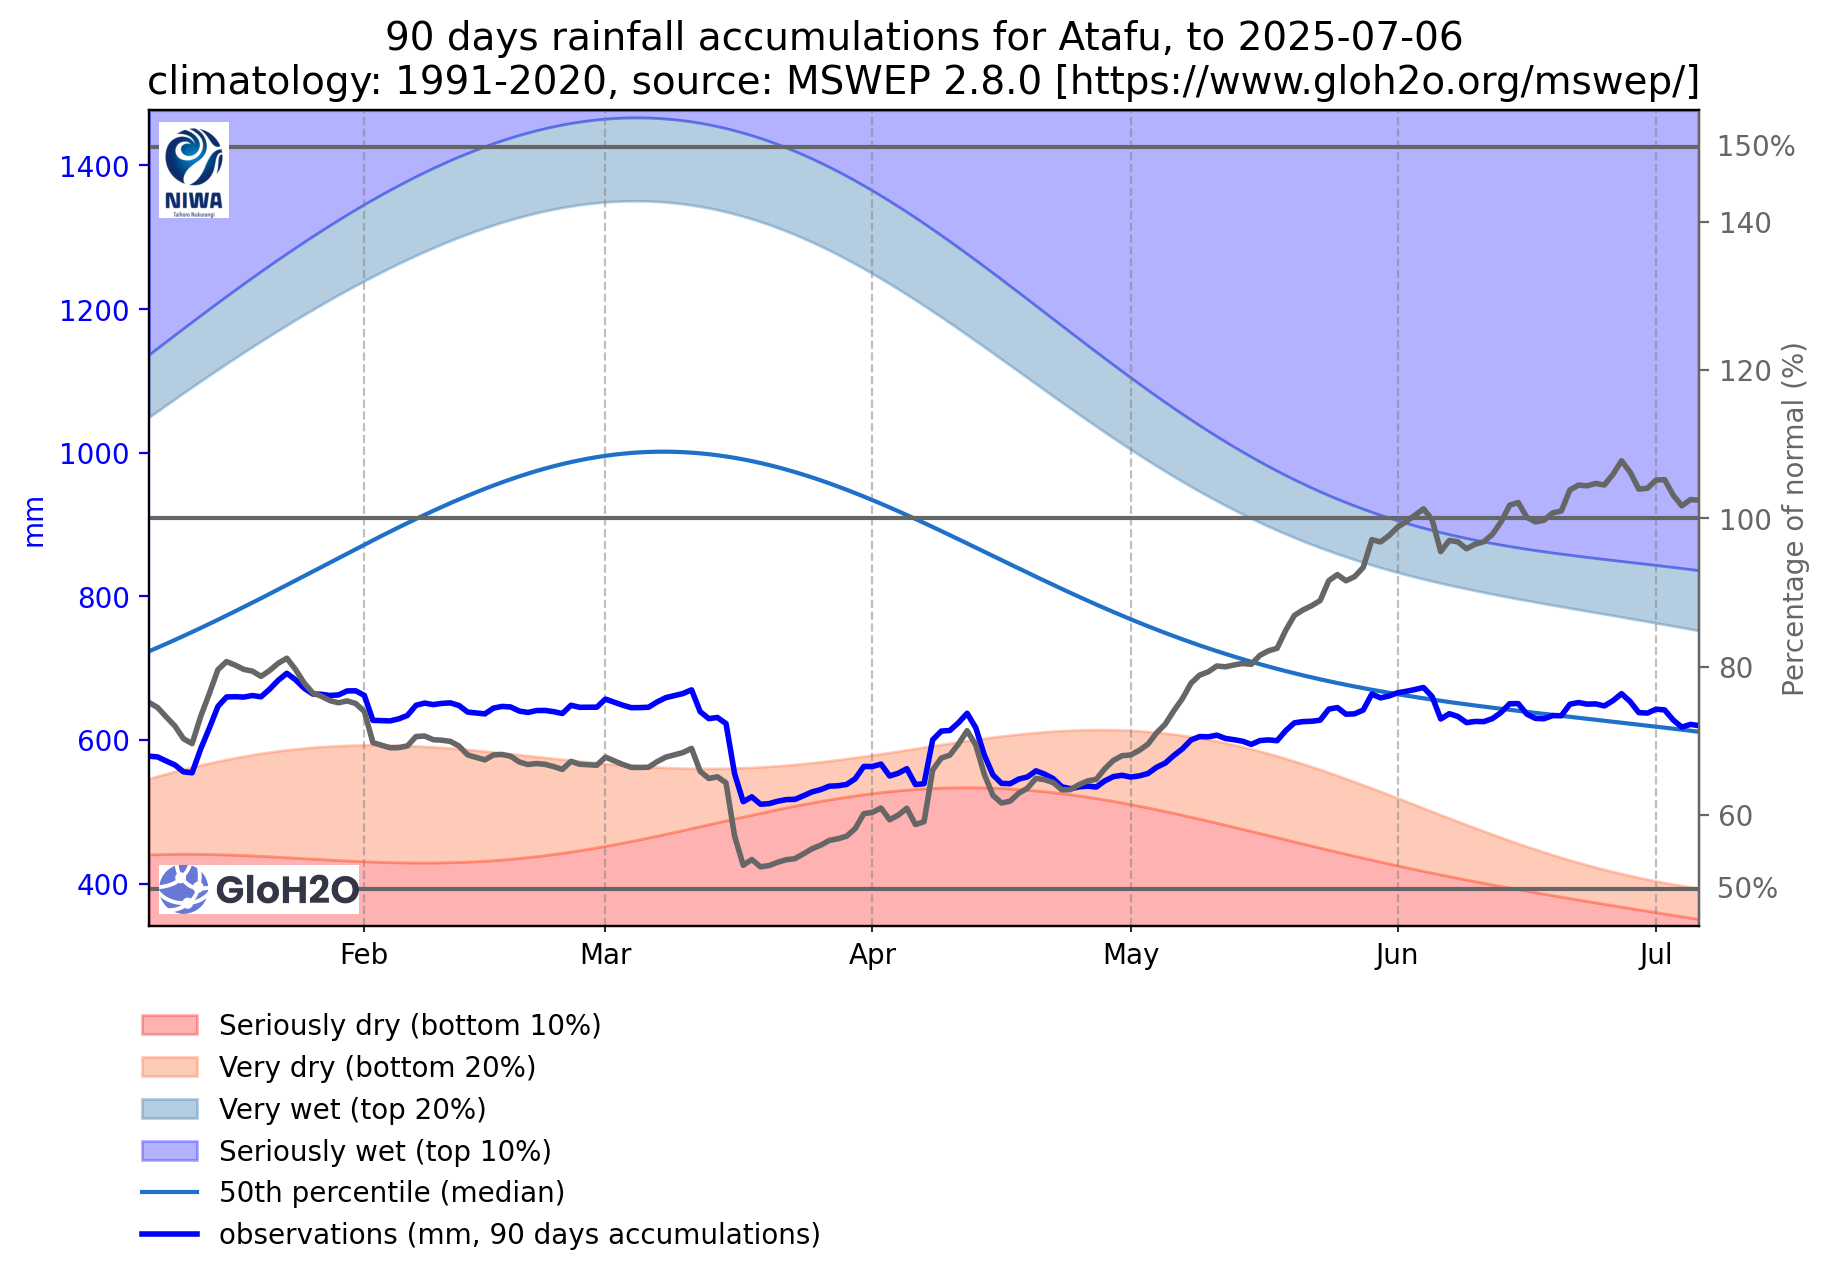 90 days rainfall accumulations for Atafu, to 2025-07-06
climatology: 1991-2020, source: MSWEP 2.8.0 [https://www.gloh2o.org/mswep/]
NIWA
Taihoro Nukurangi
1400
1200
1000
800
600
400
mm
150%
140
120
100
80
60
50%
Percentage of normal (%)
GloH2O
Feb
Mar
Apr
May
Jun
Jul
Seriously dry (bottom 10%)
Very dry (bottom 20%)
Very wet (top 20%)
Seriously wet (top 10%)
50th percentile (median)
observations (mm, 90 days accumulations)